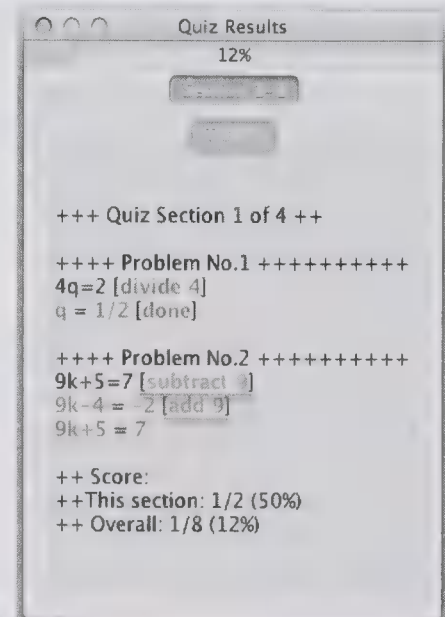 Quiz Results
12%
+++ Quiz Section 1 of 4 ++
++++ Problem No.1 ++++++++++
4q=2 [divide 4]
q = 1/2 [done]
++++ Problem No.2 ++++++++++
9k+5=7 [subtract 9]
9k-4 = -2 [add 9]
9k+5 = 7
++ Score:
++This section: 1/2 (50%)
++ Overall: 1/8 (12%)